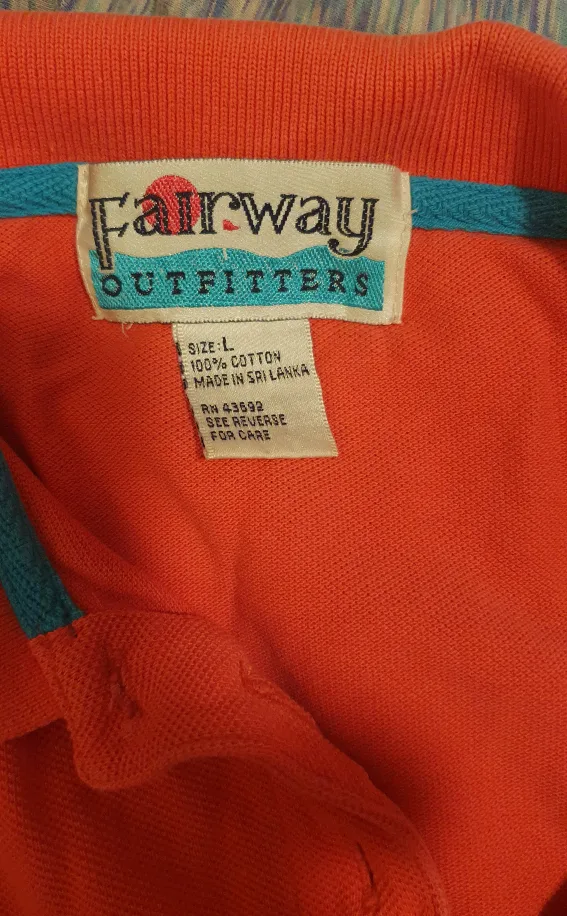 Fairway
OUTFITTERS
SIZE: L
100% COTTON
MADE IN SRI LANKA
RN 43692
SEE REVERSE
FOR CARE